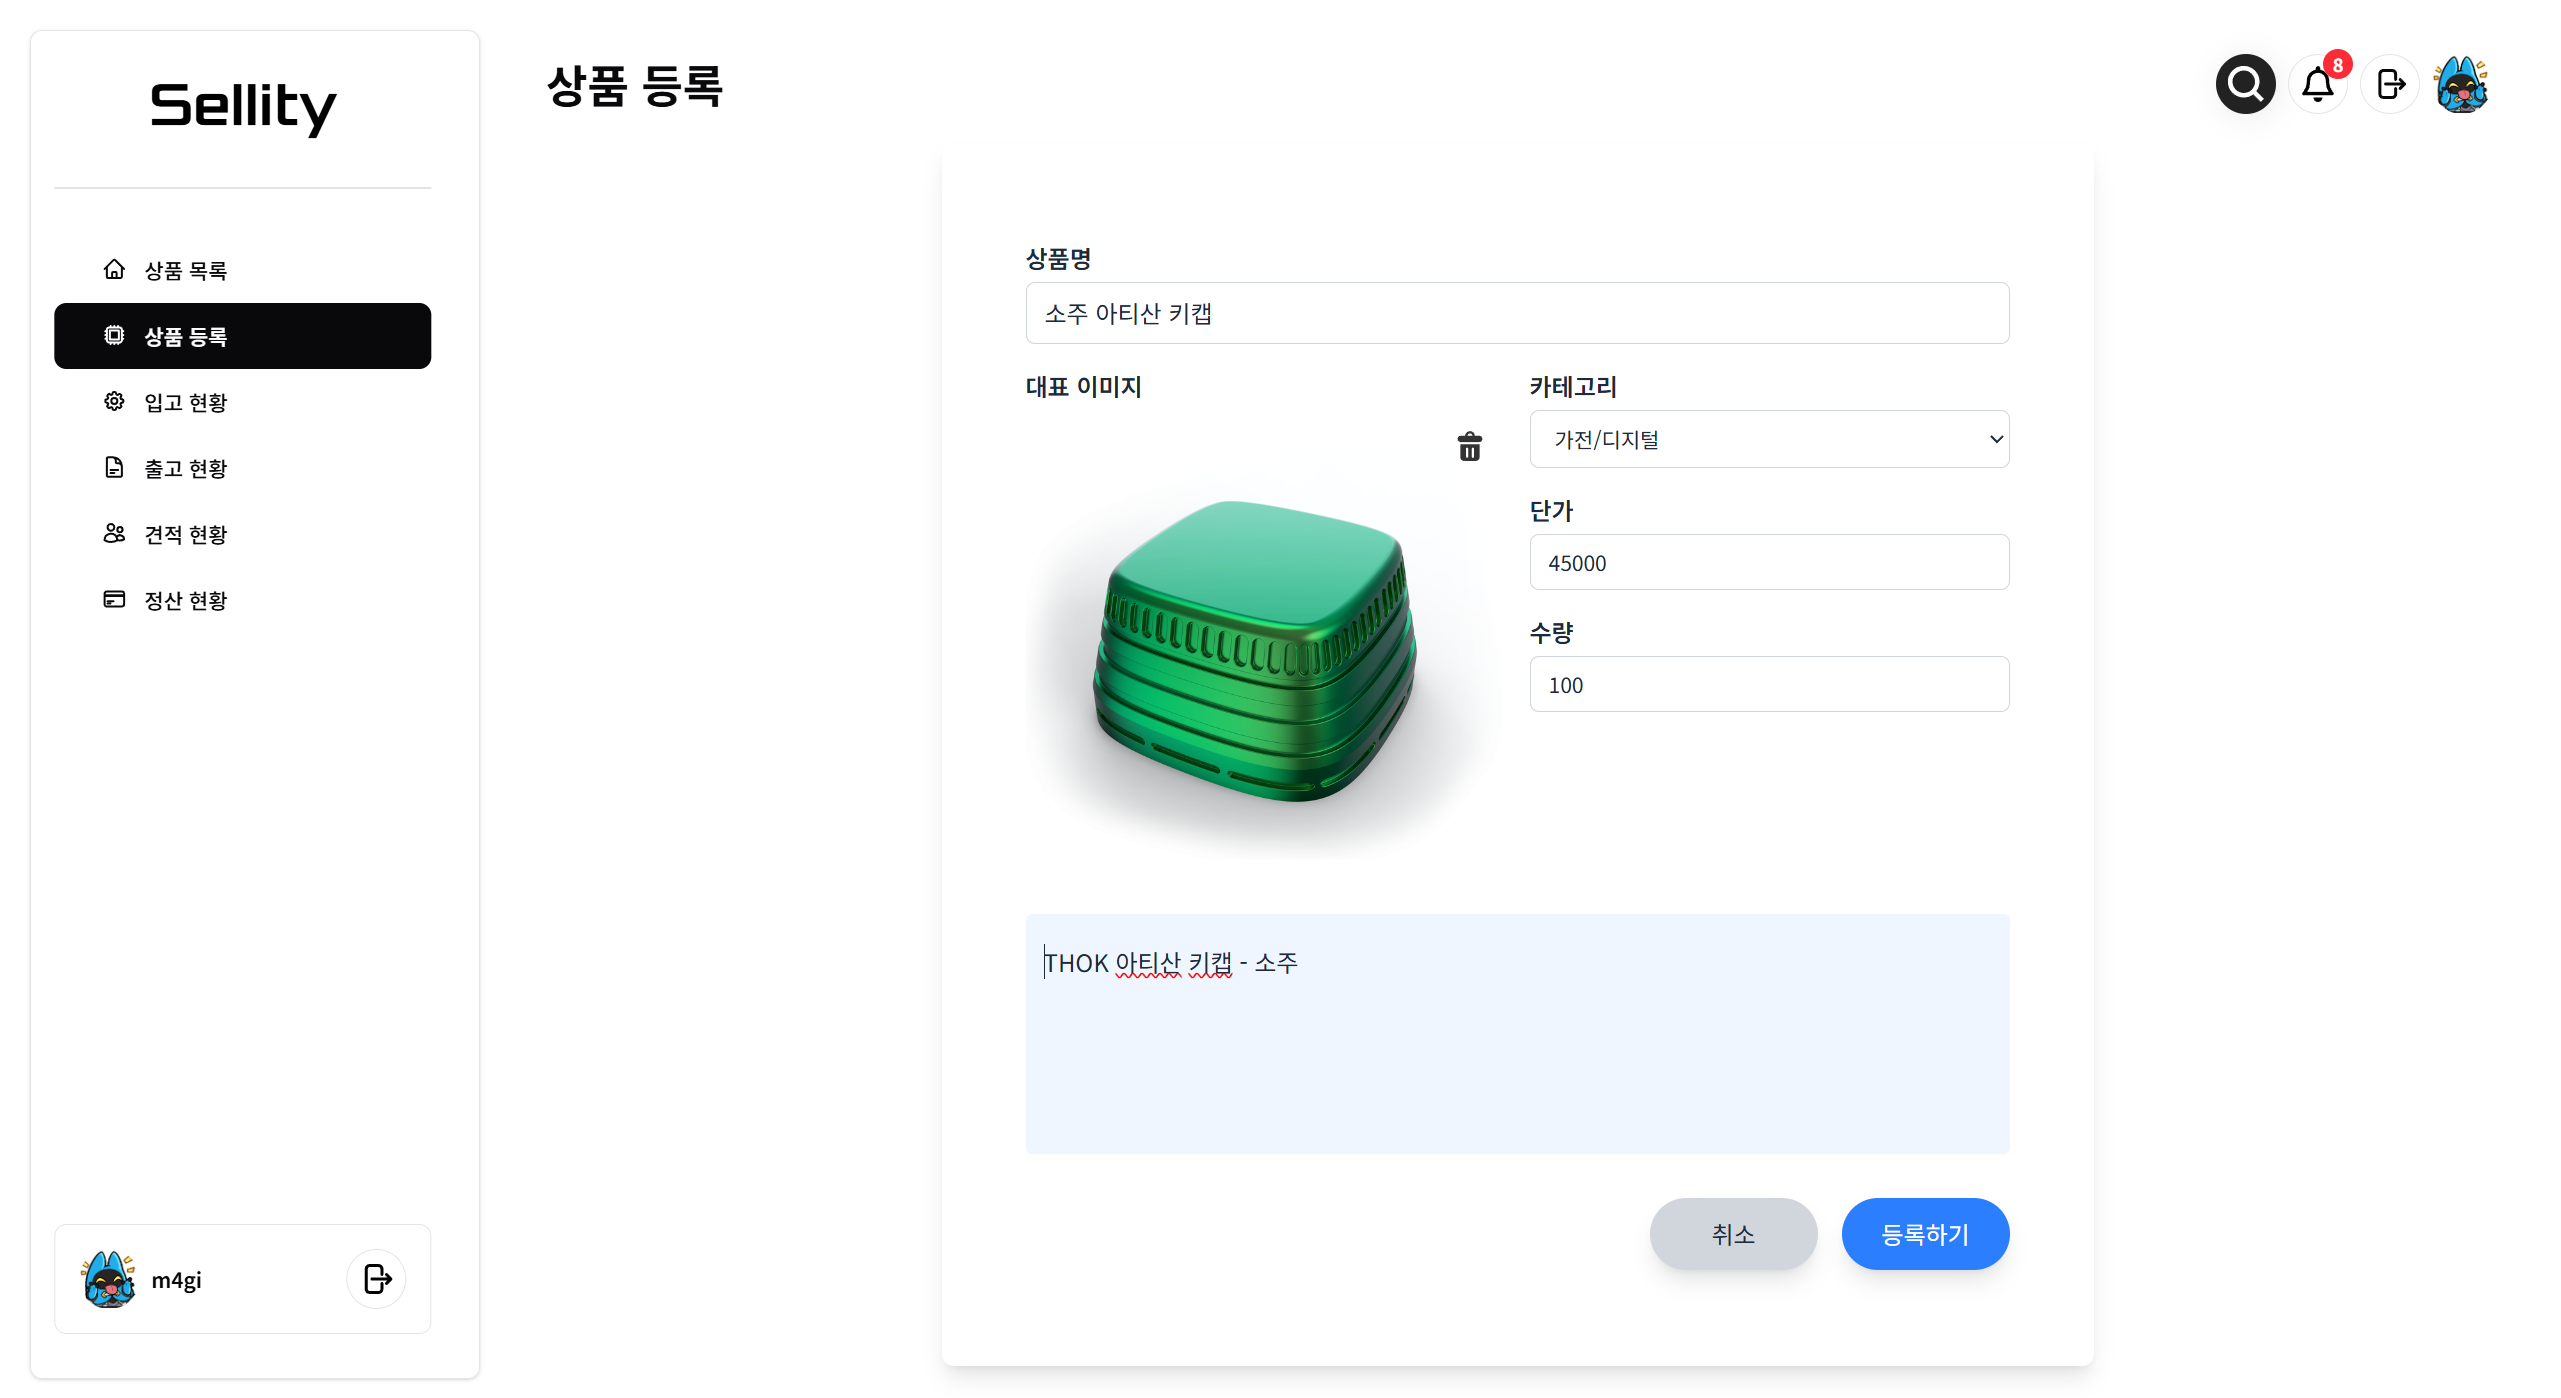 Sellity
상품 목록
상품 등록
입고 현황
출고 현황
견적 현황
정산 현황
m4gi
상품 등록
8
상품명
소주 아티산 키캡
대표 이미지
카테고리
가전/디지털
단가
45000
수량
100
THOK 아티산 키캡 - 소주
취소
등록하기